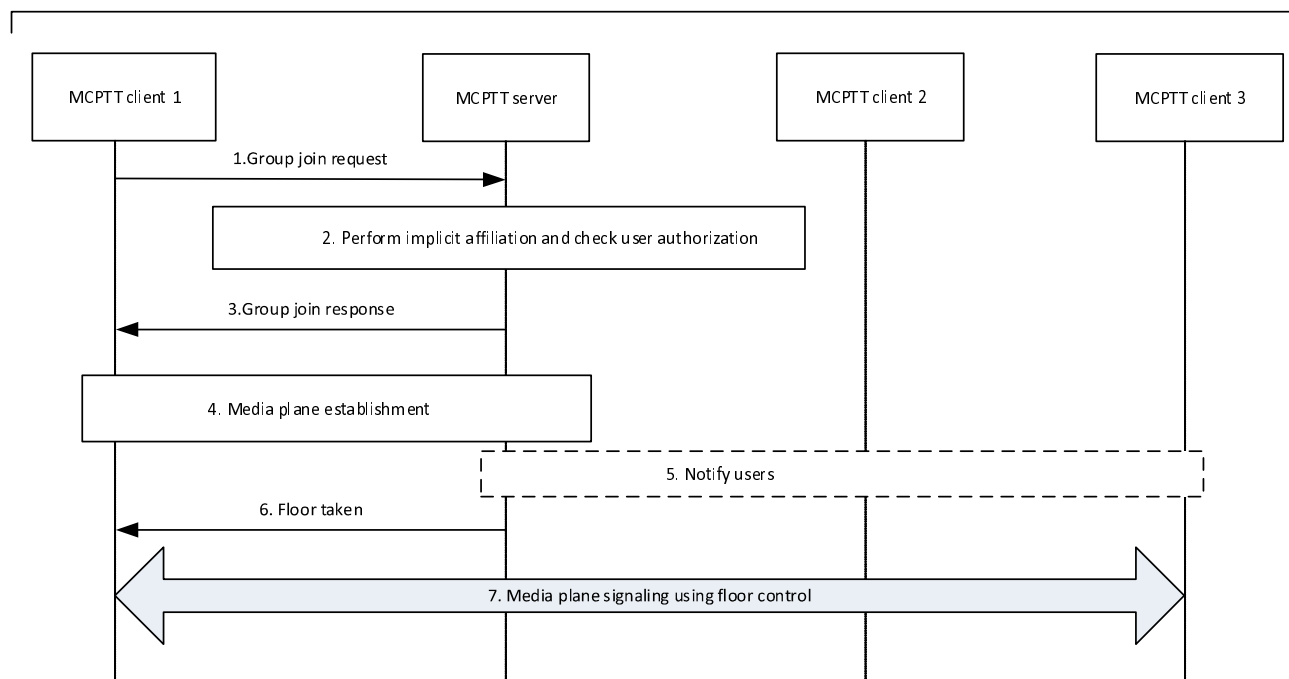 MCPTT client 1
MCPTT server
MCPTT client 2
MCPTT client 3
1.Group join request
2. Perform implicit affiliation and check user authorization
3.Group join response
4. Media plane establishment
5. Notify users
6. Floor taken
7. Media plane signaling using floor control